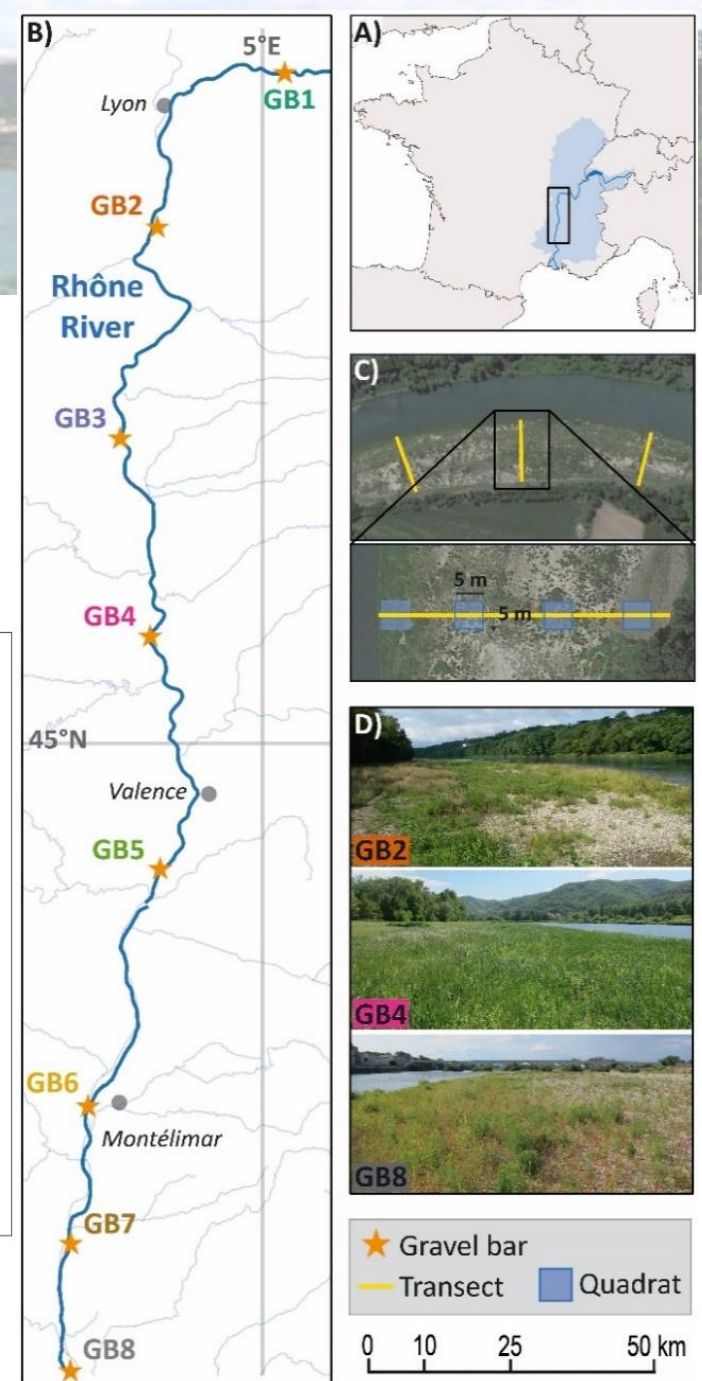 B)
5°E
GB1
Lyon
GB2
Rhône
River
GB3
GB4
45°N
Valence
GB5
GB6
Montélimar
GB7
GB8
A)
C)
5 m
5 m
D)
GB2
GB4
GB8
Gravel bar
Transect
Quadrat
0 10 25 50 km